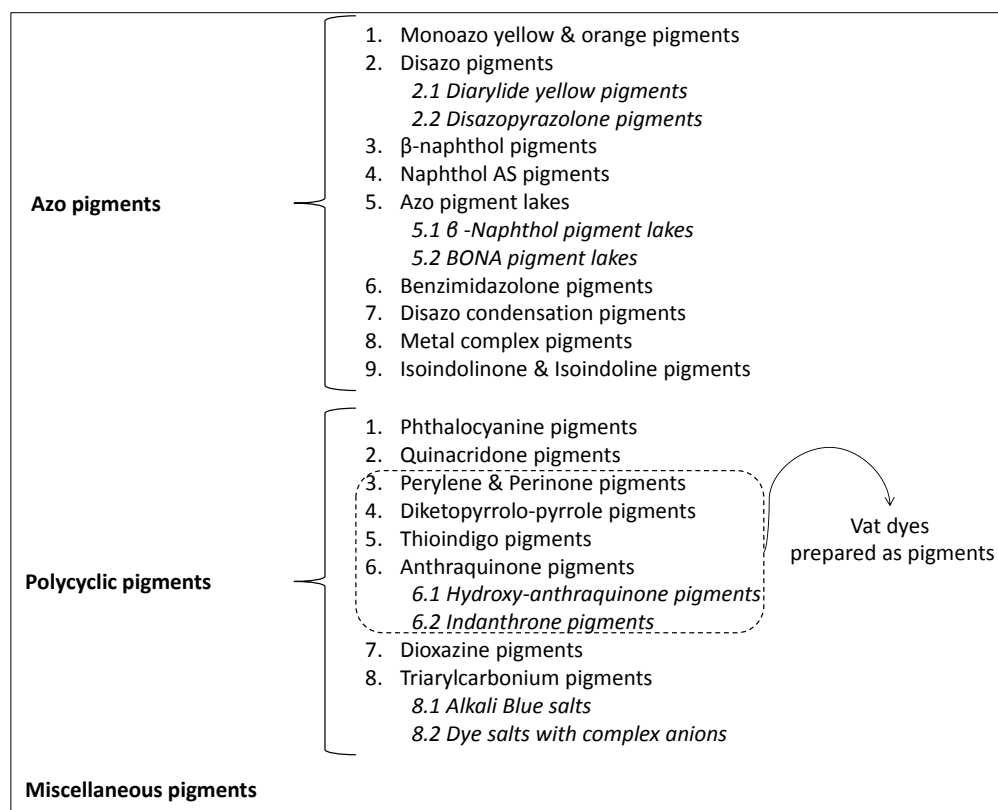 Azo pigments
1. Monoazo yellow & orange pigments
2. Disazo pigments
2.1 Diarylide yellow pigments
2.2 Disazopyrazolone pigments
3. β-naphthol pigments
4. Naphthol AS pigments
5. Azo pigment lakes
5.1 β -Naphthol pigment lakes
5.2 BONA pigment lakes
6. Benzimidazolone pigments
7. Disazo condensation pigments
8. Metal complex pigments
9. Isoindolinone & Isoindoline pigments
Polycyclic pigments
1. Phthalocyanine pigments
2. Quinacridone pigments
3. Perylene & Perinone pigments
4. Diketopyrrolo-pyrrole pigments
5. Thioindigo pigments
6. Anthraquinone pigments
6.1 Hydroxy-anthraquinone pigments
6.2 Indanthrone pigments
7. Dioxazine pigments
8. Triarylcarbonium pigments
8.1 Alkali Blue salts
8.2 Dye salts with complex anions
Vat dyes
prepared as pigments
Miscellaneous pigments